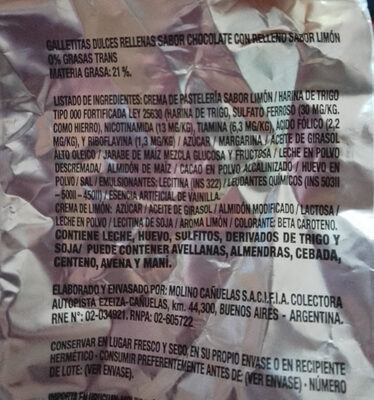 GALLETITAS DULCES RELLENAS SABOR CHOCOLATE CON RELLENO SABOR LIMÓN
0% GRASAS TRANS
MATERIA GRASA: 21 %.
LISTADO DE INGREDIENTES: CREMA DE PASTELERÍA SABOR LIMÓN / HARINA DE TRIGO
TIPO 000 FORTIFICADA LEY 25630 (HARINA DE TRIGO, SULFATO FERROSO (30 MG/KG.
COMO HIERRO), NICOTINAMIDA (13 MG/KG), TIAMINA (6,3 MG/KG), ÁCIDO FÓLICO (2,2
MG/KG), Y RIBOFLAVINA (1,3 MG/KG) / AZÚCAR / MARGARINA / ACEITE DE GIRASOL
ALTO OLEICO / JARABE DE MAÍZ MEZCLA GLUCOSA Y FRUCTOSA / LECHE EN POLVO
DESCREMADA/ ALMIDÓN DE MAÍZ / CACAO EN POLVO ALCALINIZADO / HUEVO EN
POLVO / SAL / EMULSIONANTES: LECITINA (INS 322) / LEUDANTES QUÍMICOS (INS 503II
– 500II – 450II) / ESENCIA ARTIFICIAL DE VAINILLA.
CREMA DE LIMÓN: AZÚCAR / ACEITE DE GIRASOL / ALMIDÓN MODIFICADO / LACTOSA /
LECHE EN POLVO / LECITINA DE SOJA / AROMA LIMÓN / COLORANTE: BETA CAROTENO.
CONTIENE LECHE, HUEVO, SULFITOS, DERIVADOS DE TRIGO Y
SOJA/ PUEDE CONTENER AVELLANAS, ALMENDRAS, CEBADA,
CENTENO, AVENA Y MANÍ.
ELABORADO Y ENVASADO POR: MOLINO CAÑUELAS S.A.C.I.F.I.A. COLECTORA
AUTOPISTA EZEIZA-CAÑUELAS, km. 44,300, BUENOS AIRES - ARGENTINA.
RNE N°: 02-034921. RNPA: 02-605722
CONSERVAR EN LUGAR FRESCO Y SECO, EN SU PROPIO ENVASE O EN RECIPIENTE
HERMÉTICO - CONSUMIR PREFERENTEMENTE ANTES DE: (VER ENVASE) - NÚMERO
DE LOTE: (VER ENVASE).